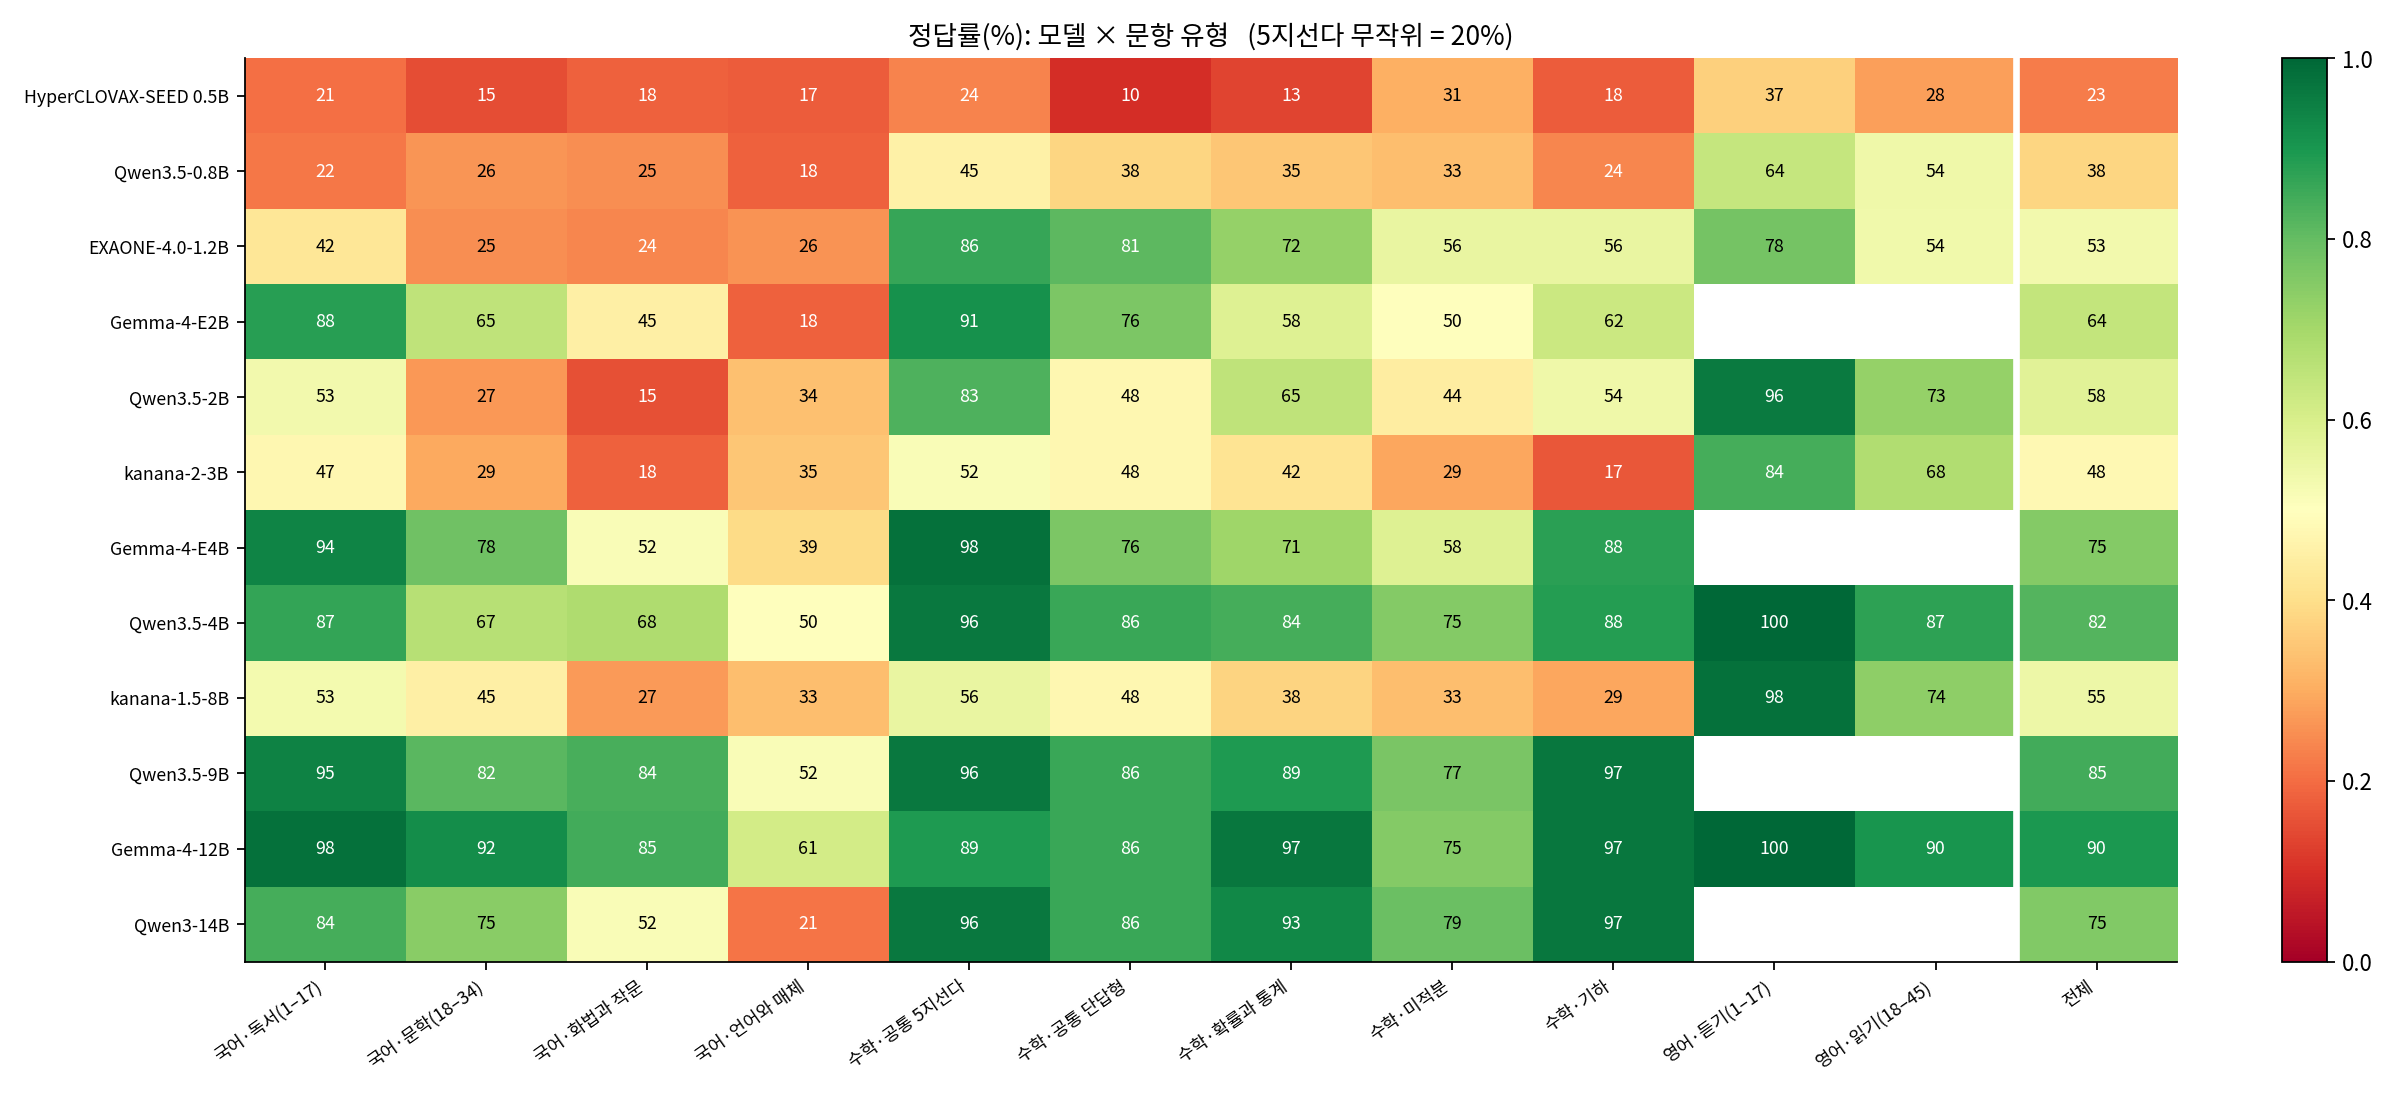 정답률(%): 모델 × 문항 유형 (5지선다 무작위 = 20%)
HyperCLOVAX-SEED 0.5B 21 15 18 17 24 10 13 31 18 37 28 23
Qwen3.5-0.8B 22 26 25 18 45 38 35 33 24 64 54 38
EXAONE-4.0-1.2B 42 25 24 26 86 81 72 56 56 78 54 53
Gemma-4-E2B 88 65 45 18 91 76 58 50 62 64
Qwen3.5-2B 53 27 15 34 83 48 65 44 54 96 73 58
kanana-2-3B 47 29 18 35 52 48 42 29 17 84 68 48
Gemma-4-E4B 94 78 52 39 98 76 71 58 88 75
Qwen3.5-4B 87 67 68 50 96 86 84 75 88 100 87 82
kanana-1.5-8B 53 45 27 33 56 48 38 33 29 98 74 55
Qwen3.5-9B 95 82 84 52 96 86 89 77 97 85
Gemma-4-12B 98 92 85 61 89 86 97 75 97 100 90 90
Qwen3-14B 84 75 52 21 96 86 93 79 97 75
국어·독서(1–17)
국어·문학(18–34)
국어·화법과 작문
국어·언어와 매체
수학·공통 5지선다
수학·공통 단답형
수학·확률과 통계
수학·미적분
수학·기하
영어·듣기(1–17)
영어·읽기(18–45)
전체
1.0
0.8
0.6
0.4
0.2
0.0